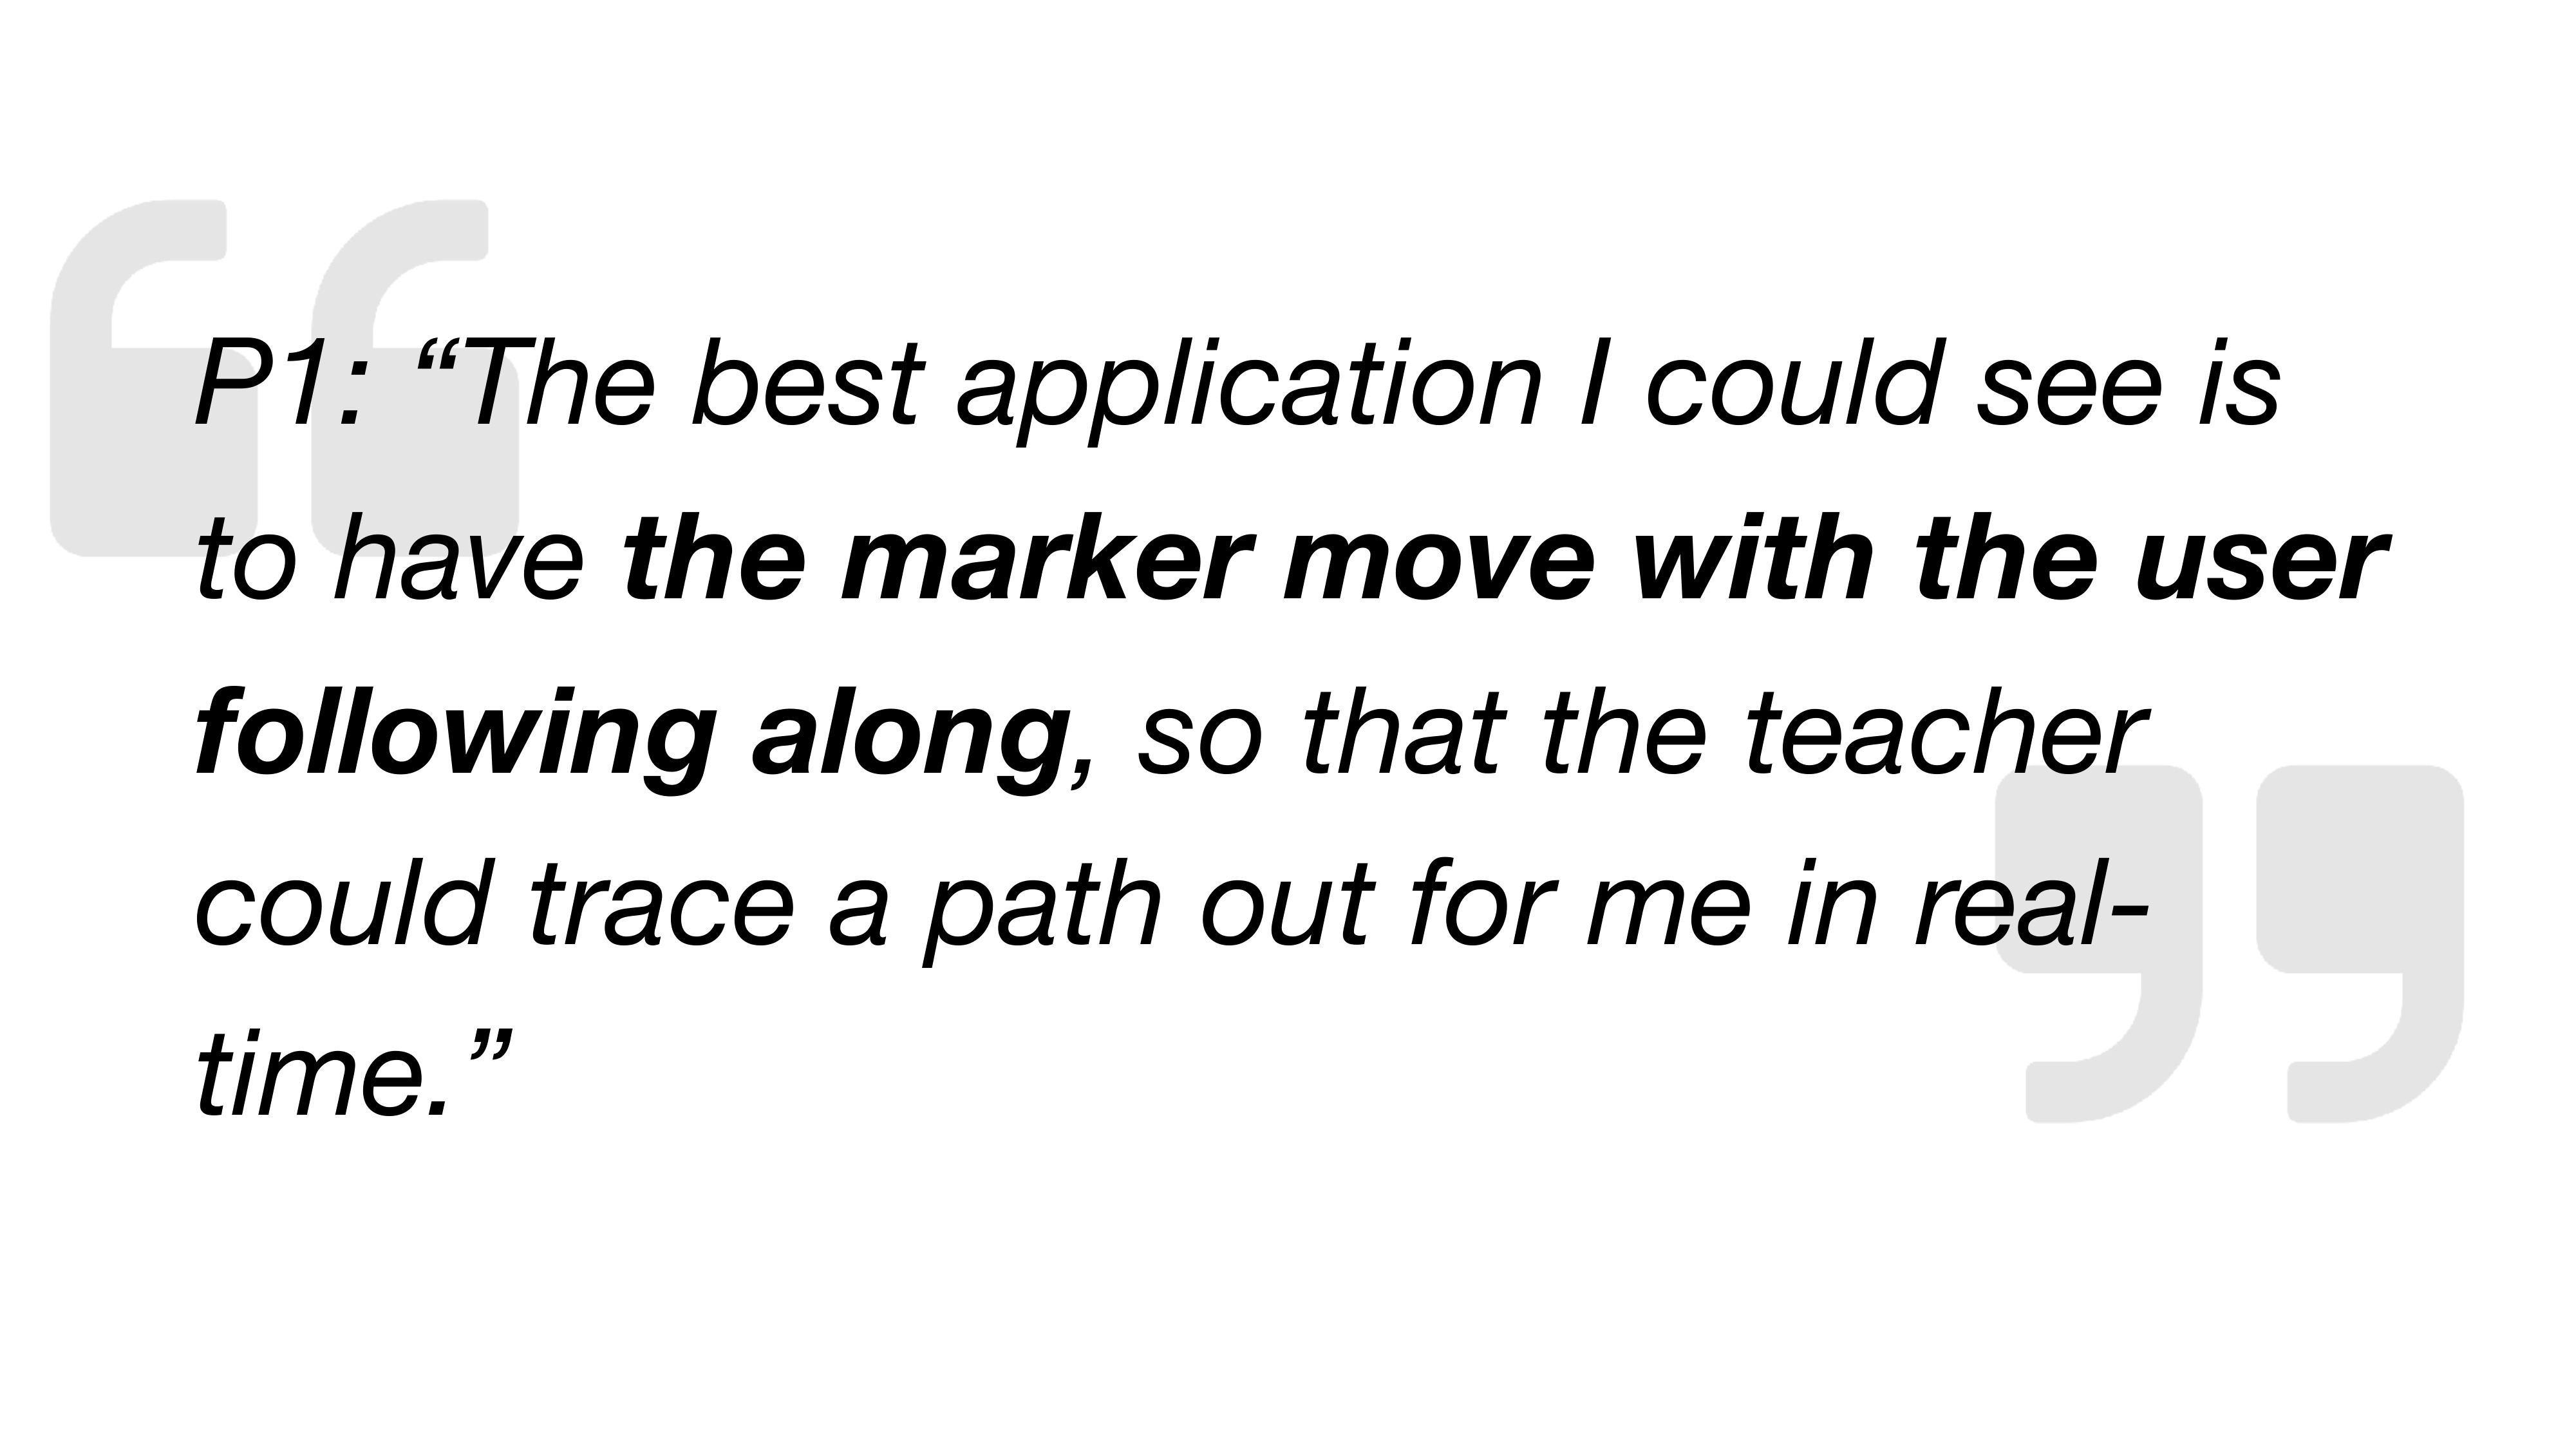 P1: “The best application I could see is
to have the marker move with the user
following along, so that the teacher
could trace a path out for me in real-
time.”